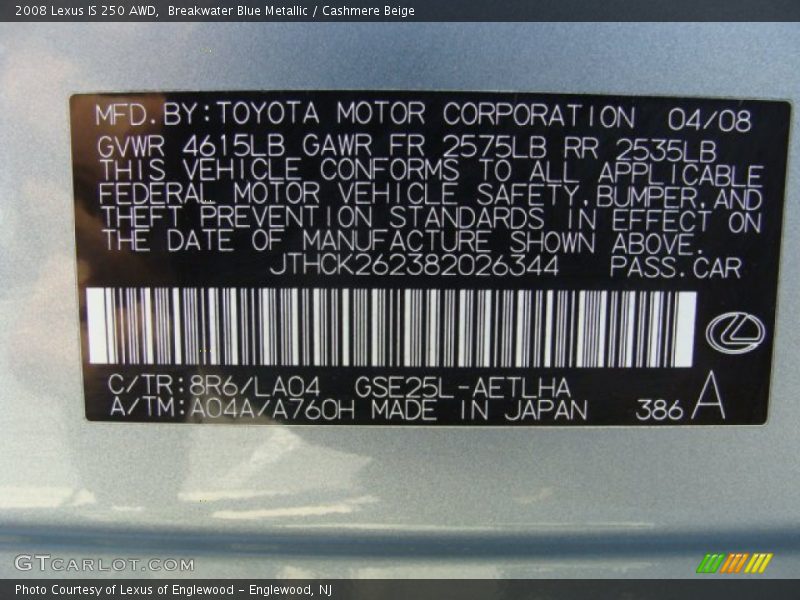 2008 Lexus IS 250 AWD,  Breakwater Blue Metallic / Cashmere Beige
MFD. BY: TOYOTA MOTOR CORPORATION 04/08
GVWR 4615LB GAWR FR 2575LB RR 2535LB
THIS VEHICLE CONFORMS TO ALL APPLICABLE
FEDERAL MOTOR VEHICLE SAFETY, BUMPER, AND
THEFT PREVENTION STANDARDS IN EFFECT ON
THE DATE OF MANUFACTURE SHOWN ABOVE.
JTHCK262382026344 PASS. CAR
C/TR: 8R6/LA04 GSE25L-AETLHA
A/TM: A04A/A760H MADE IN JAPAN 386 A
GTCARLOT.COM
Photo Courtesy of Lexus of Englewood – Englewood, NJ